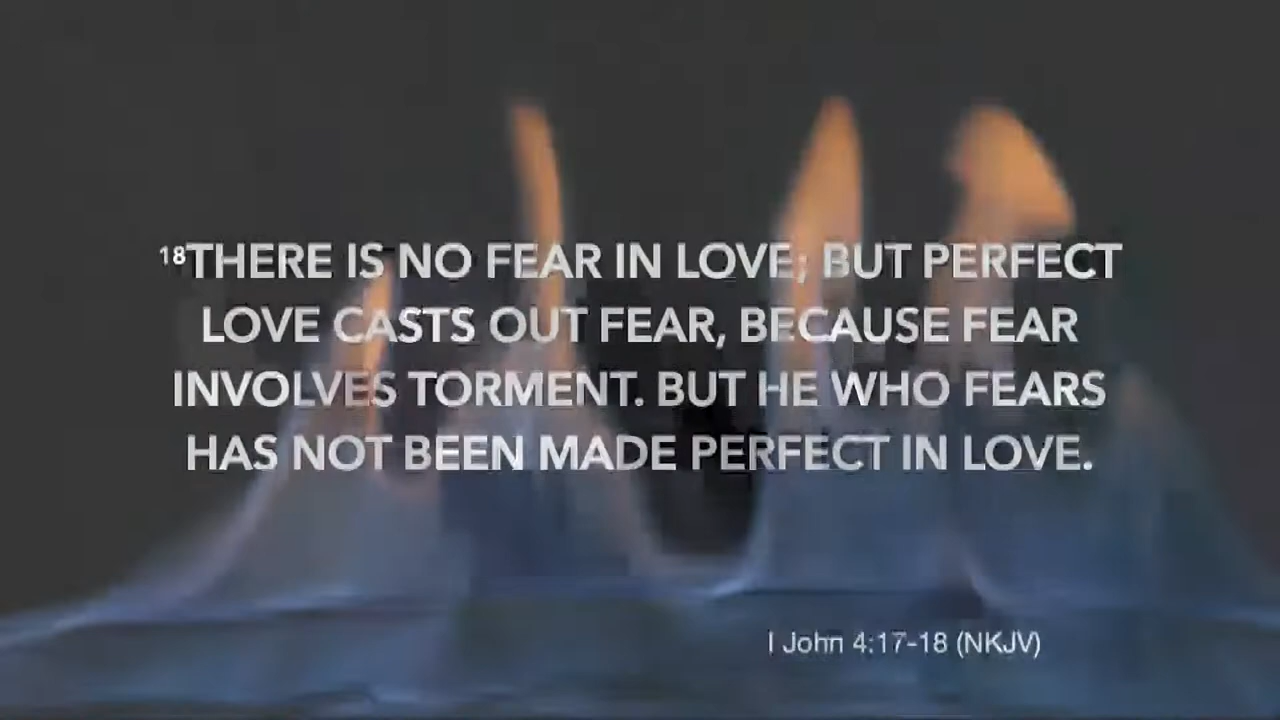 ¹⁸THERE IS NO FEAR IN LOVE; BUT PERFECT
LOVE CASTS OUT FEAR, BECAUSE FEAR
INVOLVES TORMENT. BUT HE WHO FEARS
HAS NOT BEEN MADE PERFECT IN LOVE.
I John 4:17-18 (NKJV)